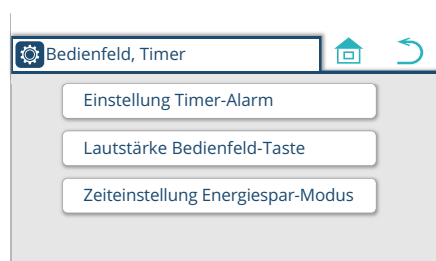 Bedienfeld, Timer
Einstellung Timer-Alarm
Lautstärke Bedienfeld-Taste
Zeiteinstellung Energiespar-Modus